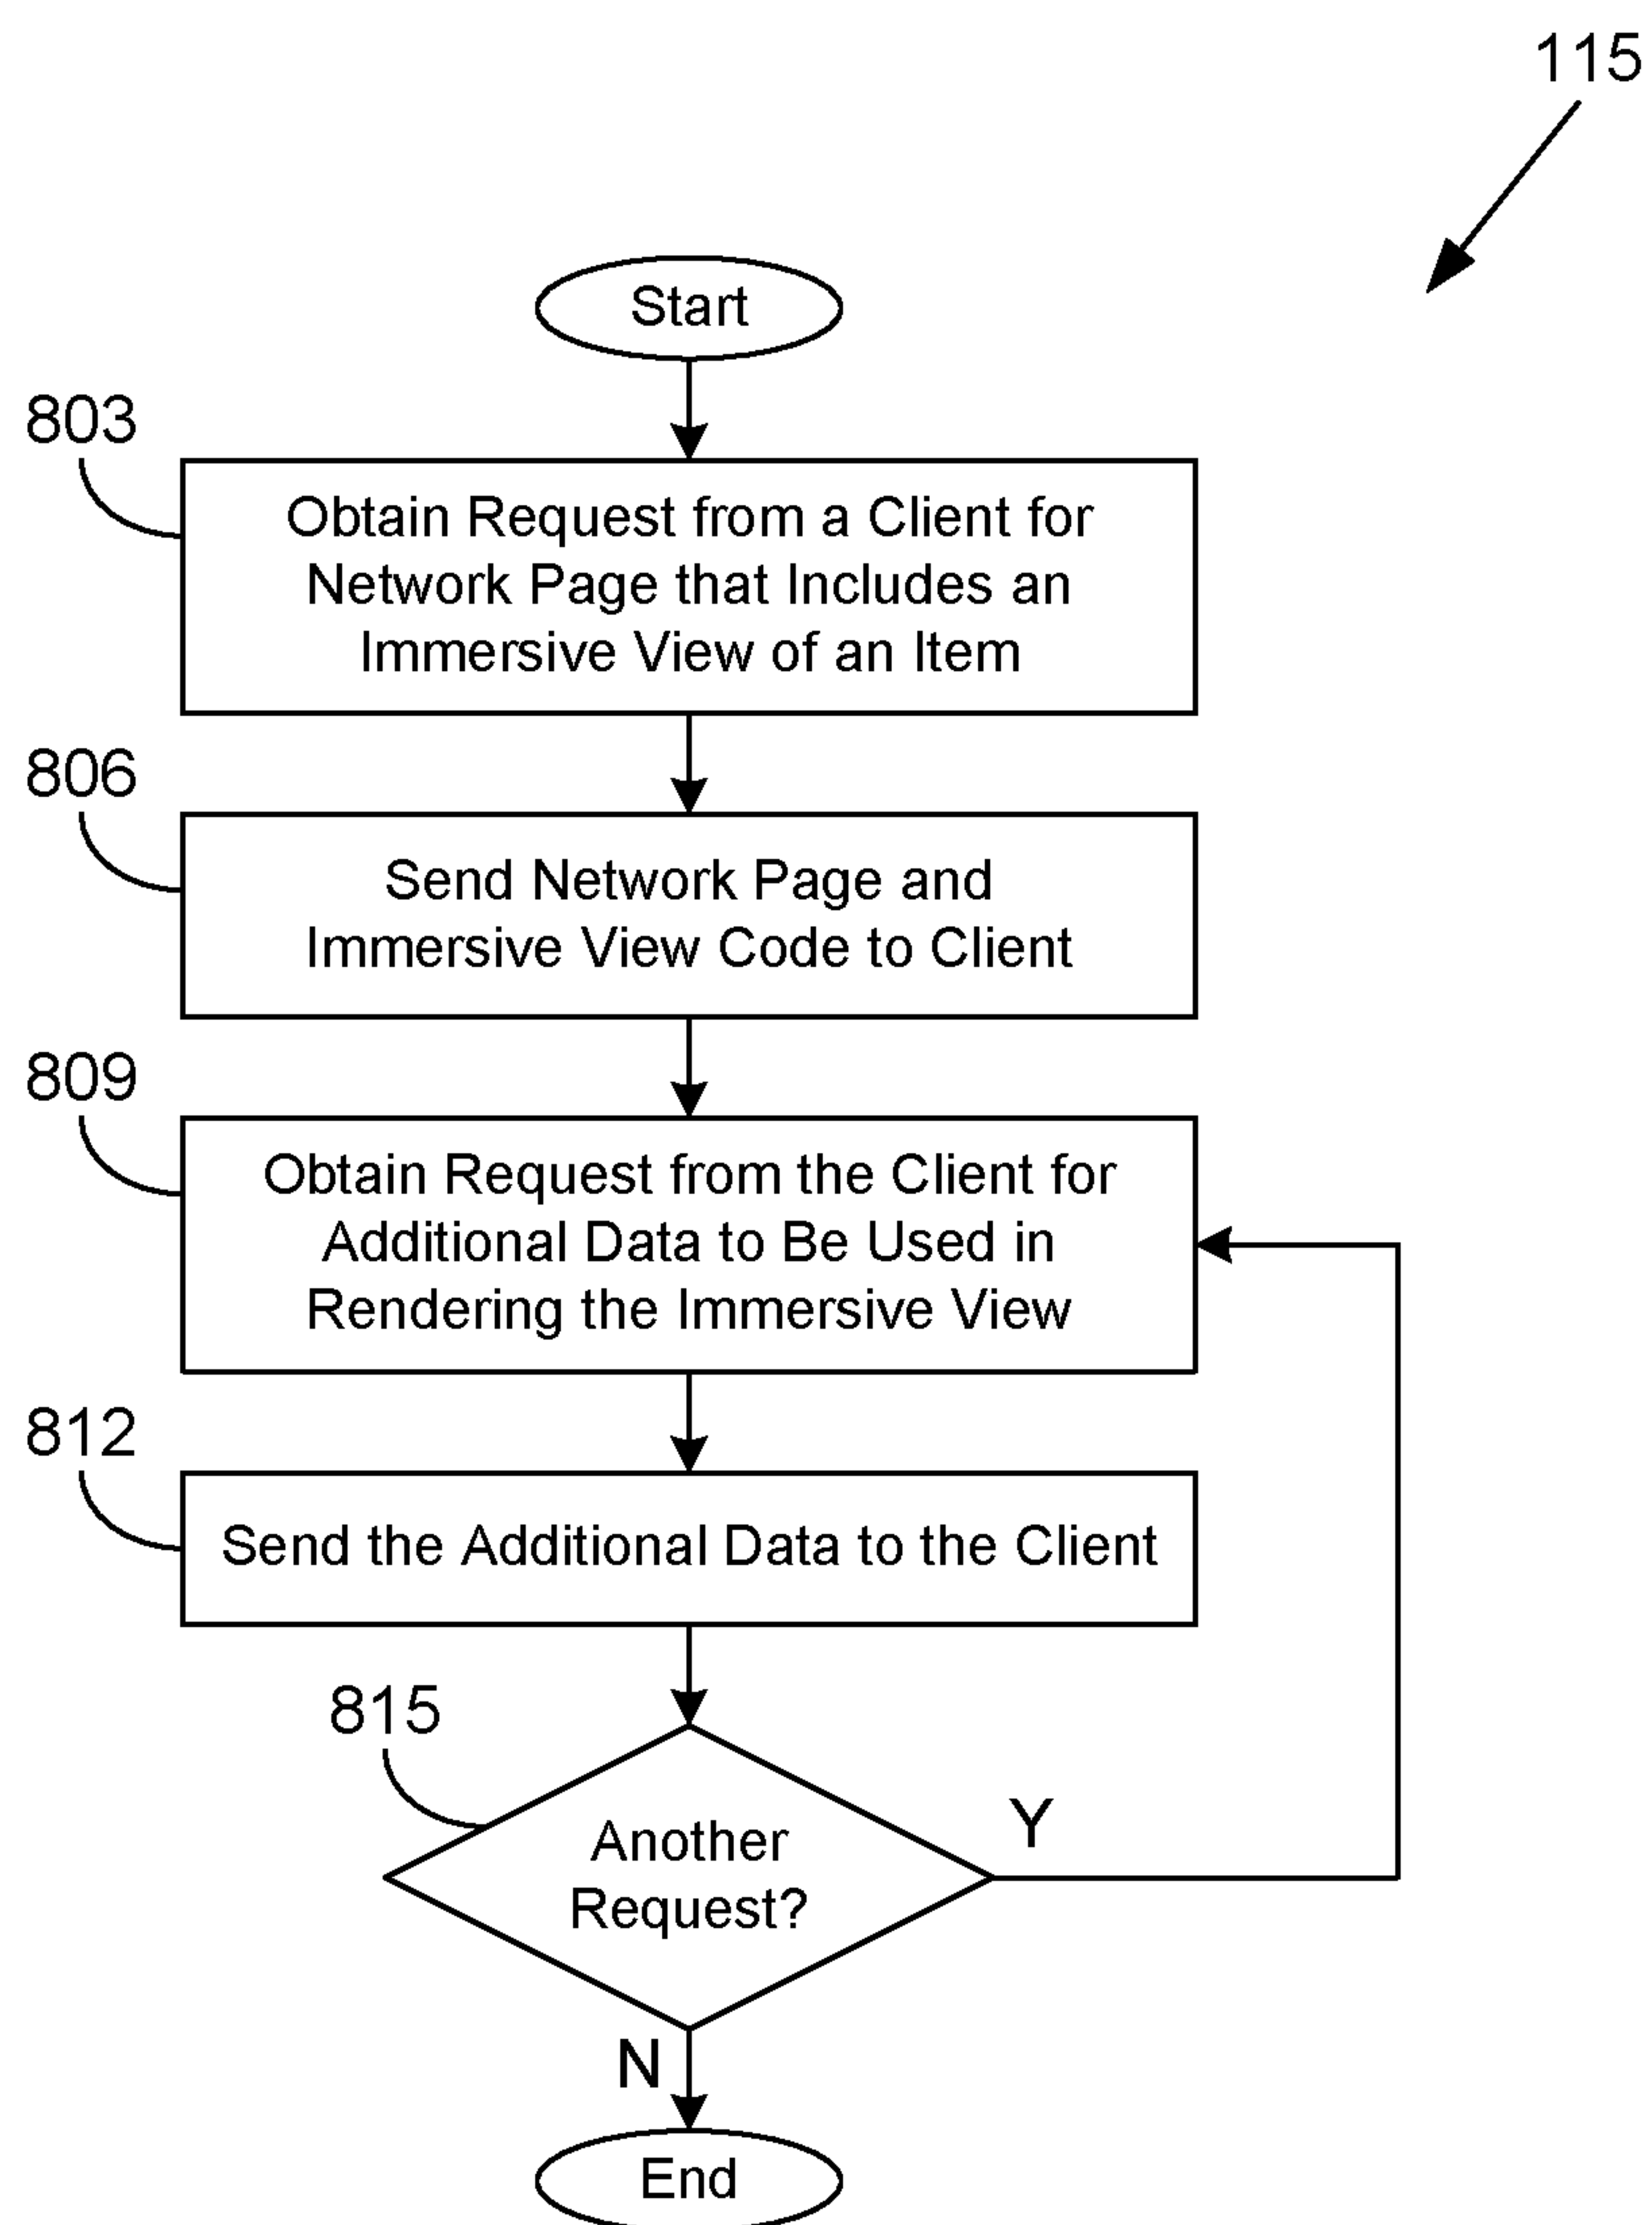 115
Start
803
Obtain Request from a Client for
Network Page that Includes an
Immersive View of an Item
806
Send Network Page and
Immersive View Code to Client
809
Obtain Request from the Client for
Additional Data to Be Used in
Rendering the Immersive View
812
Send the Additional Data to the Client
815
Another
Request?
Y
N
End